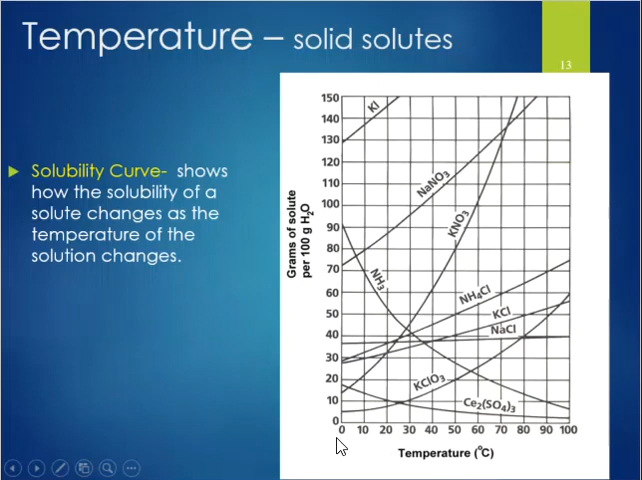 Temperature – solid solutes
13
Solubility Curve- shows
how the solubility of a
solute changes as the
temperature of the
solution changes.
Grams of solute
per 100 g H₂O
150
140
130
120
110
100
90
80
70
60
50
40
30
20
10
0
KI
NaNO₃
KNO₃
NH₃
NH₄Cl
KCl
NaCl
KClO₃
Ce₂(SO₄)₃
0 10 20 30 40 50 60 70 80 90 100
Temperature (°C)